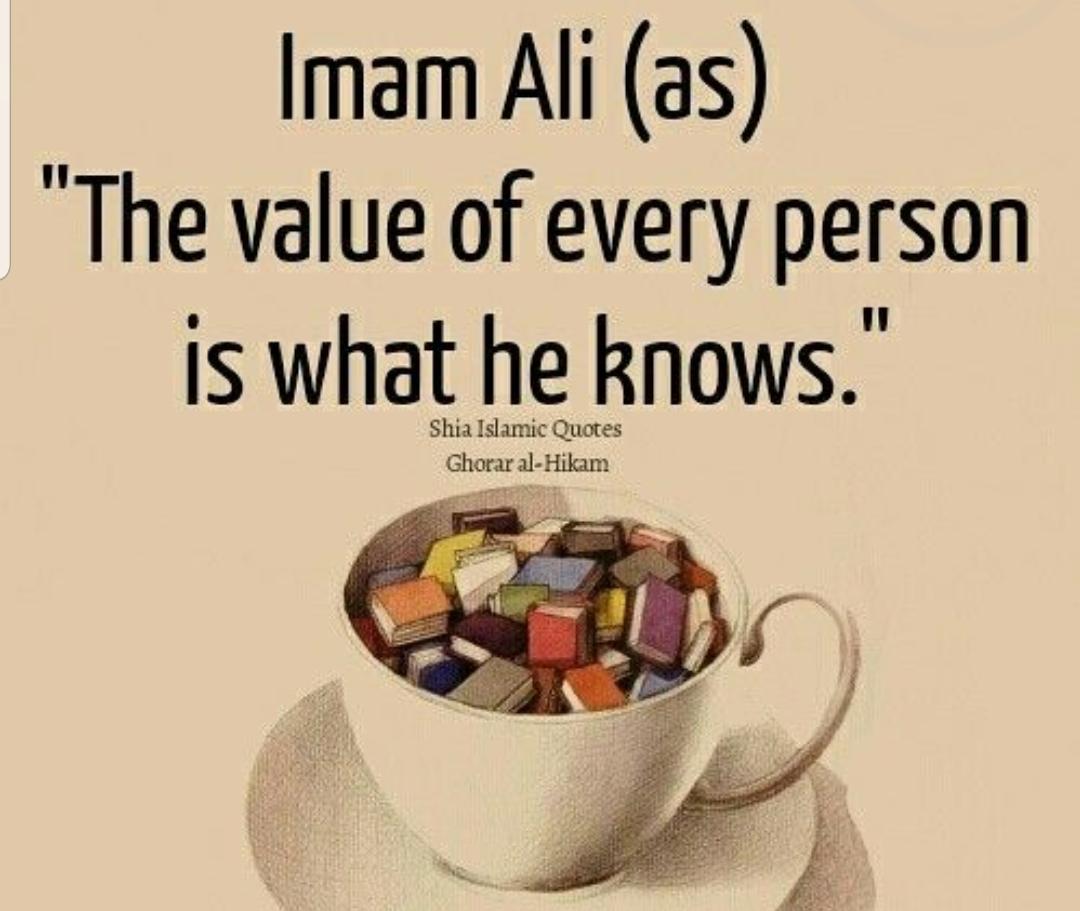 Imam Ali (as)
"The value of every person
is what he knows."
Shia Islamic Quotes
Ghorar al-Hikam